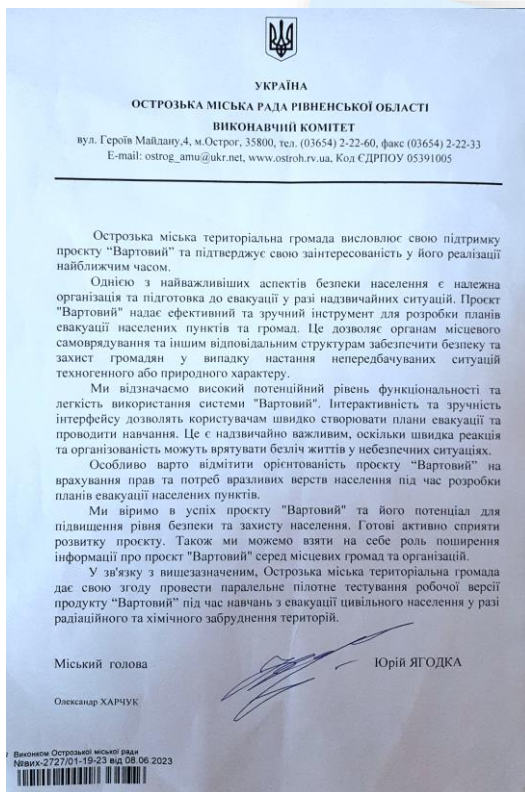 УКРАЇНА
ОСТРОЗЬКА МІСЬКА РАДА РІВНЕНСЬКОЇ ОБЛАСТІ
ВИКОНАВЧИЙ КОМІТЕТ
вул. Героїв Майдану,4, м.Острог, 35800, тел. (03654) 2-22-60, факс (03654) 2-22-33
E-mail: ostrog_amu@ukr.net, www.ostroh.rv.ua, Код ЄДРПОУ 05391005
Острозька міська територіальна громада висловлює свою підтримку
проєкту “Вартовий” та підтверджує свою заінтересованість у його реалізації
найближчим часом.
Однією з найважливіших аспектів безпеки населення є належна
організація та підготовка до евакуації у разі надзвичайних ситуацій. Проєкт
"Вартовий" надає ефективний та зручний інструмент для розробки планів
евакуації населених пунктів та громад. Це дозволяє органам місцевого
самоврядування та іншим відповідальним структурам забезпечити безпеку та
захист громадян у випадку настання непередбачуваних ситуацій
техногенного або природного характеру.
Ми відзначаємо високий потенційний рівень функціональності та
легкість використання системи "Вартовий". Інтерактивність та зручність
інтерфейсу дозволять користувачам швидко створювати плани евакуації та
проводити навчання. Це є надзвичайно важливим, оскільки швидка реакція
та організованість можуть врятувати безліч життів у небезпечних ситуаціях.
Особливо варто відмітити орієнтованість проєкту “Вартовий” на
врахування прав та потреб вразливих верств населення під час розробки
планів евакуації населених пунктів.
Ми віримо в успіх проєкту "Вартовий" та його потенціал для
підвищення рівня безпеки та захисту населення. Готові активно сприяти
розвитку проєкту. Також ми можемо взяти на себе роль поширення
інформації про проєкт "Вартовий" серед місцевих громад та організацій.
У зв'язку з вищезазначеним, Острозька міська територіальна громада
дає свою згоду провести паралельне пілотне тестування робочої версії
продукту “Вартовий” під час навчань з евакуації цивільного населення у разі
радіаційного та хімічного забруднення територій.
Міський голова
Юрій ЯГОДКА
Олександр ХАРЧУК
Виконком Острозької міської ради
№вих-2727/01-19-23 від 08.06.2023